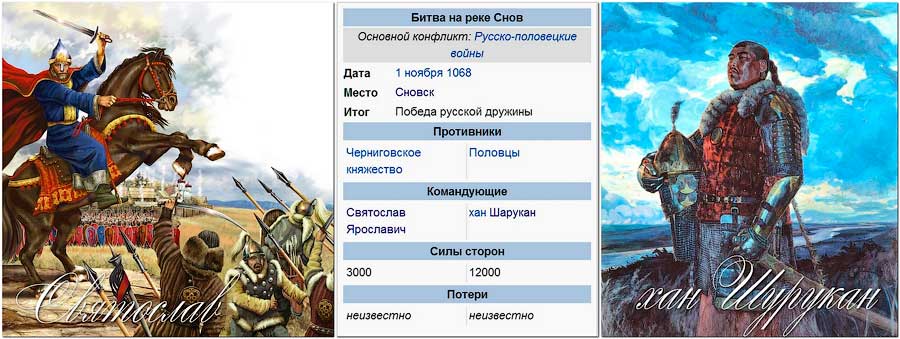 Святослав
Битва на реке Снов
Основной конфликт: Русско-половецкие
войны
Дата 1 ноября 1068
Место Сновск
Итог Победа русской дружины
Противники
Черниговское Половцы
княжество
Командующие
Святослав хан Шарукан
Ярославич
Силы сторон
3000 12000
Потери
неизвестно неизвестно
хан Шурукан